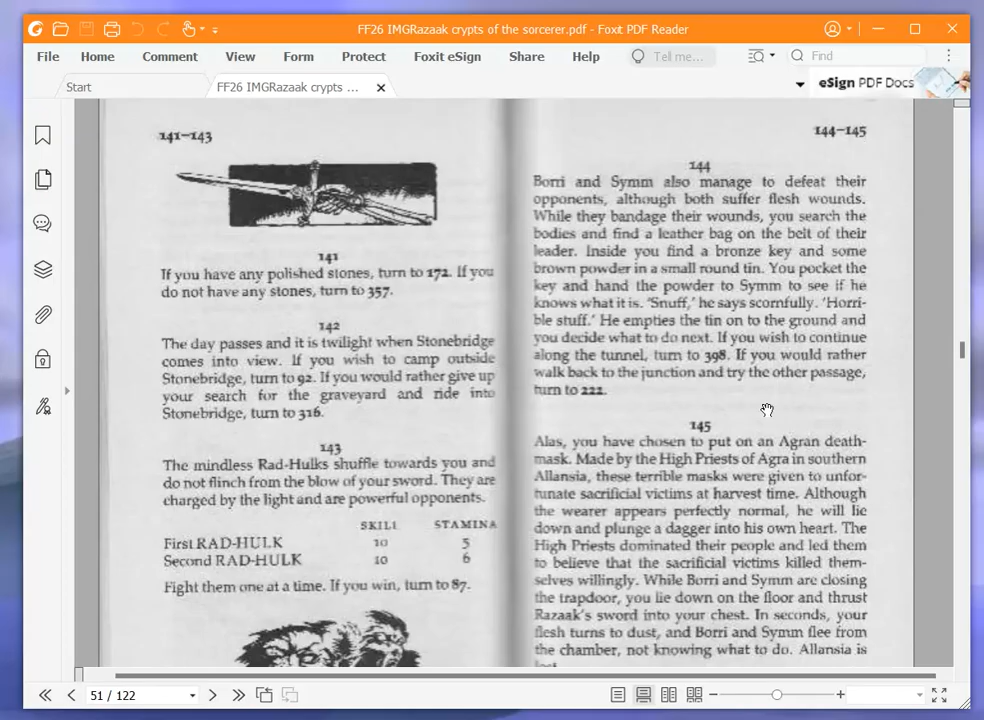 FF26 IMGRazaak crypts of the sorcerer.pdf - Foxit PDF Reader
File Home Comment View Form Protect Foxit eSign Share Help Tell me... Find
Start FF26 IMGRazaak crypts ... eSign PDF Docs
141–143
141
If you have any polished stones, turn to 172. If you
do not have any stones, turn to 357.
142
The day passes and it is twilight when Stonebridge
comes into view. If you wish to camp outside
Stonebridge, turn to 92. If you would rather give up
your search for the graveyard and ride into
Stonebridge, turn to 316.
143
The mindless Rad-Hulks shuffle towards you and
do not flinch from the blow of your sword. They are
charged by the light and are powerful opponents.
SKILL STAMINA
First RAD-HULK 10 5
Second RAD-HULK 10 6
Fight them one at a time. If you win, turn to 87.
144–145
144
Borri and Symm also manage to defeat their
opponents, although both suffer flesh wounds.
While they bandage their wounds, you search the
bodies and find a leather bag on the belt of their
leader. Inside you find a bronze key and some
brown powder in a small round tin. You pocket the
key and hand the powder to Symm to see if he
knows what it is. 'Snuff,' he says scornfully. 'Horri-
ble stuff.' He empties the tin on to the ground and
you decide what to do next. If you wish to continue
along the tunnel, turn to 398. If you would rather
walk back to the junction and try the other passage,
turn to 222.
145
Alas, you have chosen to put on an Agran death-
mask. Made by the High Priests of Agra in southern
Allansia, these terrible masks were given to unfor-
tunate sacrificial victims at harvest time. Although
the wearer appears perfectly normal, he will lie
down and plunge a dagger into his own heart. The
High Priests dominated their people and led them
to believe that the sacrificial victims killed them-
selves willingly. While Borri and Symm are closing
the trapdoor, you lie down on the floor and thrust
Razaak's sword into your chest. In seconds, your
flesh turns to dust, and Borri and Symm flee from
the chamber, not knowing what to do. Allansia is
lost.
51 / 122